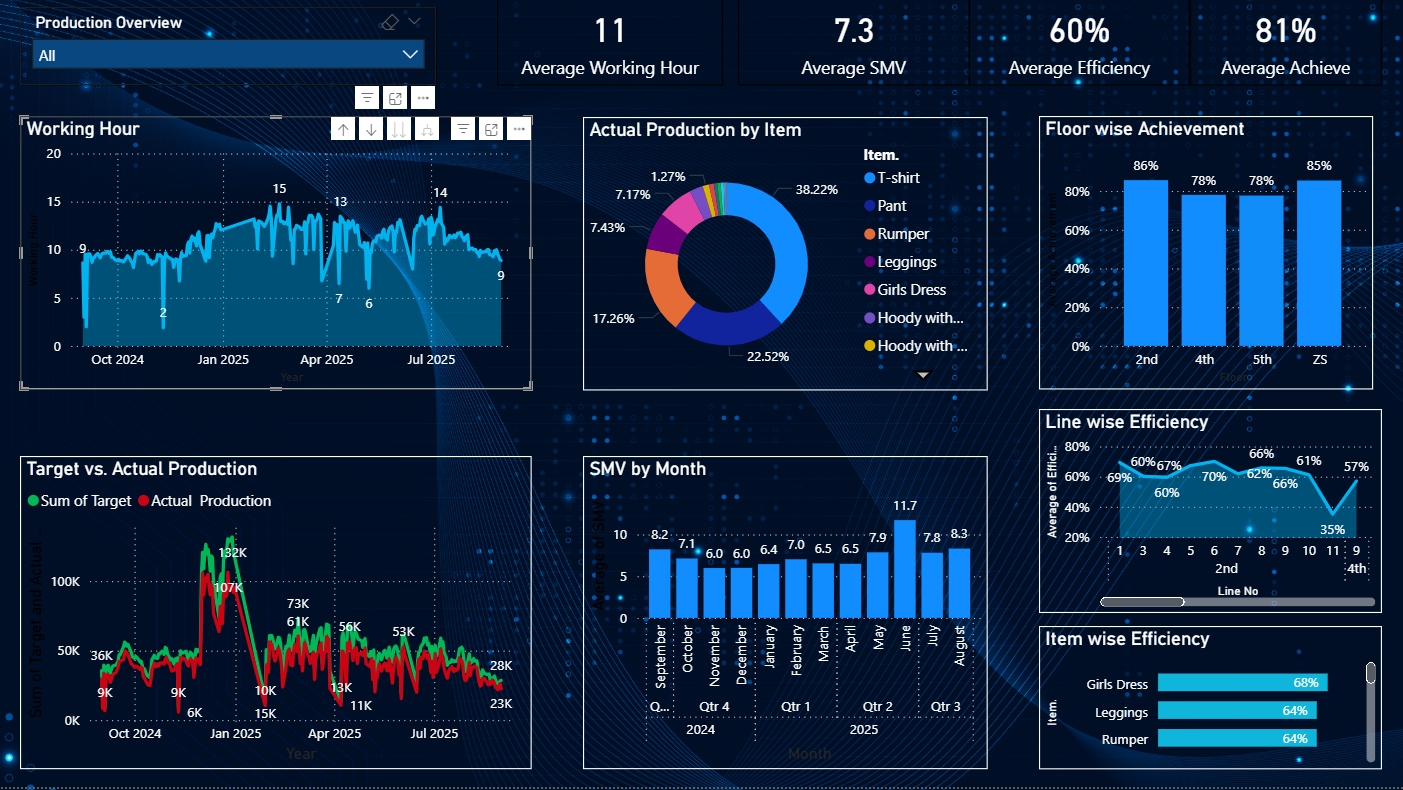 Production Overview
All
11
Average Working Hour
7.3
Average SMV
60%
Average Efficiency
81%
Average Achieve
Working Hour
20
15
10
5
0
Working Hour
9
2
15
13
7
6
14
9
Oct 2024
Jan 2025
Apr 2025
Jul 2025
Year
Actual Production by Item
1.27%
7.17%
7.43%
17.26%
22.52%
38.22%
Item.
T-shirt
Pant
Rumper
Leggings
Girls Dress
Hoody with...
Hoody with ...
Floor wise Achievement
80%
60%
40%
20%
0%
86%
78%
78%
85%
2nd
4th
5th
ZS
Floor
Line wise Efficiency
Average of Effici...
80%
60%
40%
20%
69%
60%
67%
60%
70%
62%
66%
66%
61%
35%
57%
1
3
4
5
6
7
8
9
10
11
9
2nd
4th
Line No
Target vs. Actual Production
Sum of Target
Actual Production
Sum of Target and Actual...
100K
50K
0K
36K
9K
9K
6K
132K
107K
10K
15K
73K
61K
13K
56K
11K
53K
28K
23K
Oct 2024
Jan 2025
Apr 2025
Jul 2025
Year
SMV by Month
Average of SMV
10
5
0
8.2
7.1
6.0
6.0
6.4
7.0
6.5
6.5
7.9
11.7
7.8
8.3
September
October
November
December
January
February
March
April
May
June
July
August
Q...
Qtr 4
Qtr 1
Qtr 2
Qtr 3
2024
2025
Month
Item wise Efficiency
Item.
Girls Dress
68%
Leggings
64%
Rumper
64%